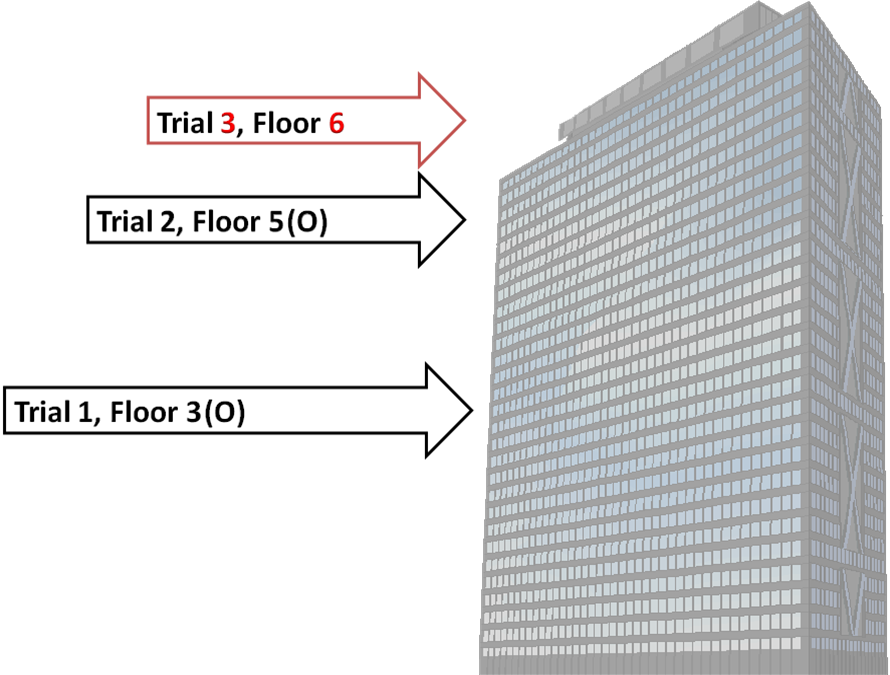 Trial 3, Floor 6
Trial 2, Floor 5(O)
Trial 1, Floor 3(O)